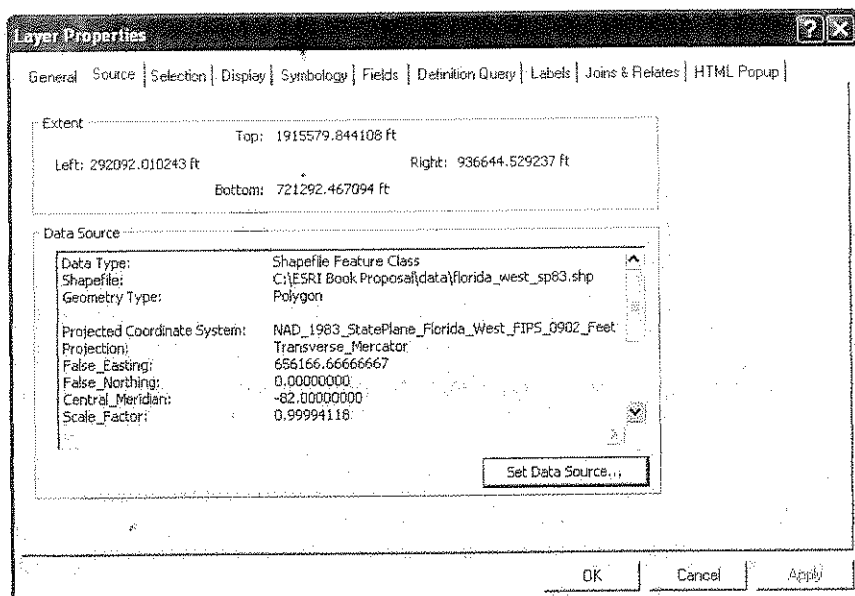 Layer Properties
General Source Selection Display Symbology Fields Definition Query Labels Joins & Relates HTML Popup
Extent
Top: 1915579.844108 ft
Left: 292092.010243 ft Right: 936644.529237 ft
Bottom: 721292.467094 ft
Data Source
Data Type: Shapefile Feature Class
Shapefile: C:\ESRI Book Proposal\data\florida_west_sp83.shp
Geometry Type: Polygon
Projected Coordinate System: NAD_1983_StatePlane_Florida_West_FIPS_0902_Feet
Projection: Transverse_Mercator
False_Easting: 656166.66666667
False_Northing: 0.00000000
Central_Meridian: -82.00000000
Scale_Factor: 0.99994118
Set Data Source...
OK Cancel Apply